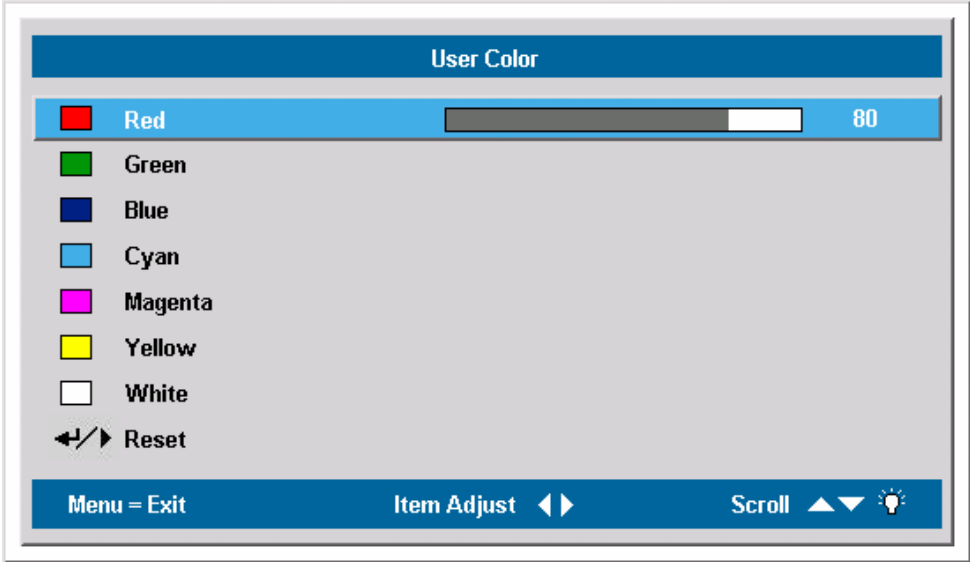 User Color
Red 80
Green
Blue
Cyan
Magenta
Yellow
White
Reset
Menu = Exit Item Adjust Scroll